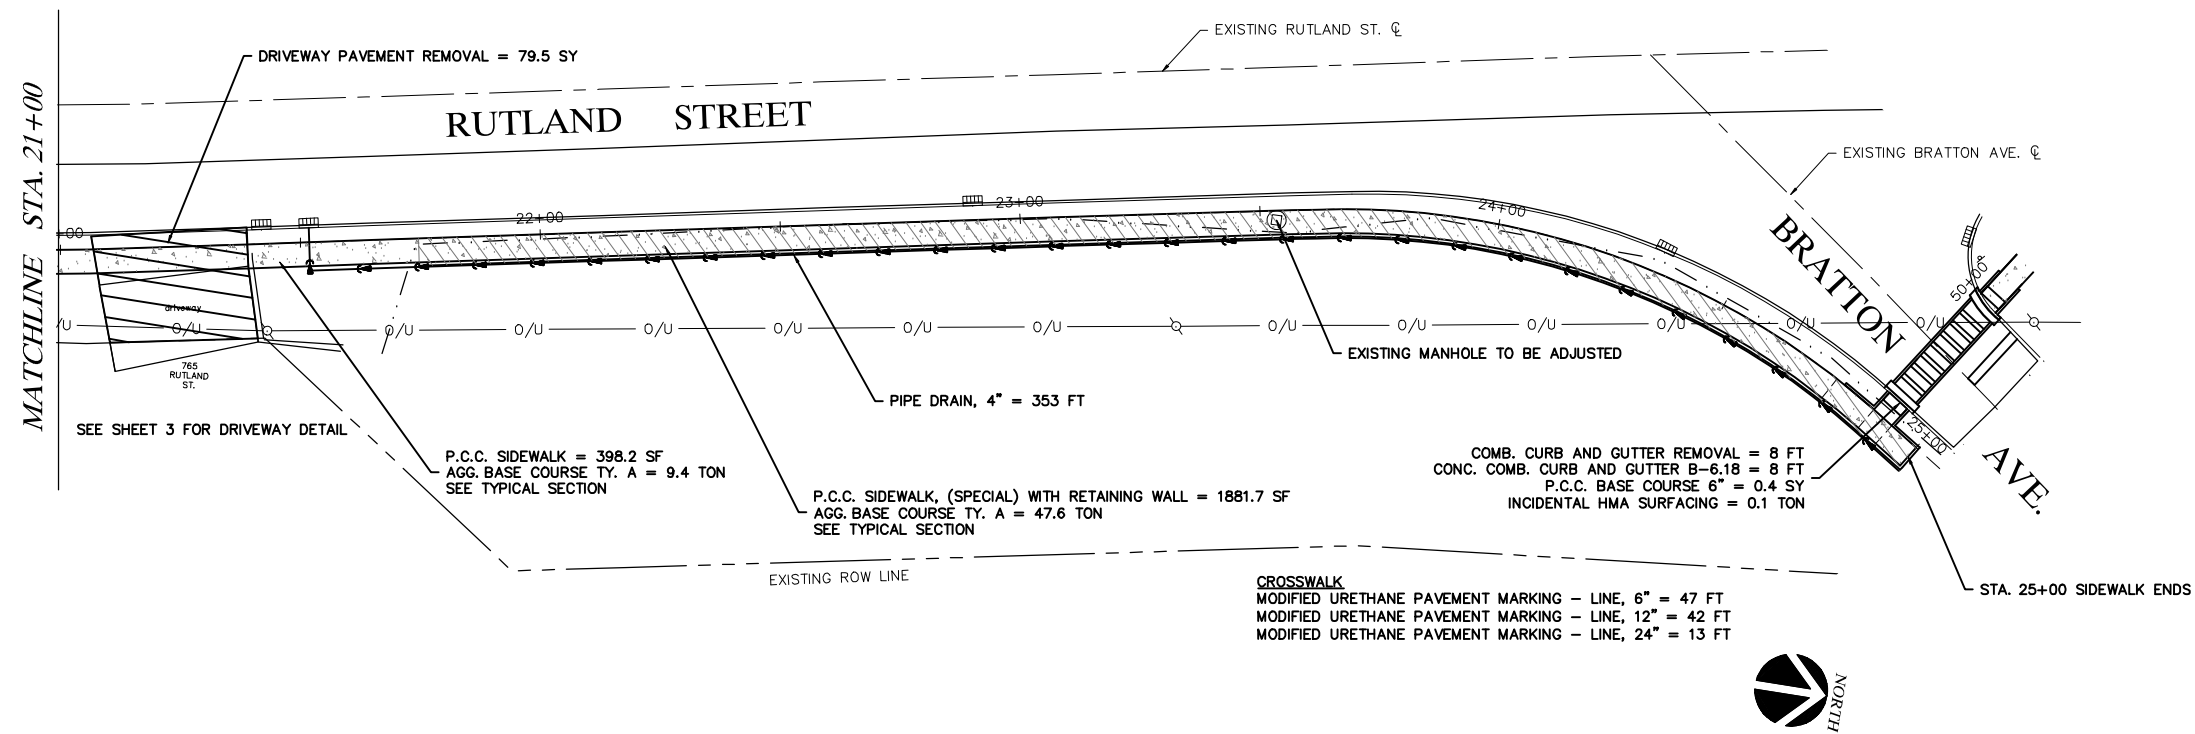 EXISTING RUTLAND ST. ℄
DRIVEWAY PAVEMENT REMOVAL = 79.5 SY
MATCHLINE STA. 21+00
RUTLAND STREET
EXISTING BRATTON AVE. ℄
BRATTON AVE.
+00
22+00
23+00
24+00
25+00
50+00
driveway
/U
O/U
O/U
O/U
O/U
O/U
O/U
O/U
O/U
O/U
O/U
O/U
O/U
O/U
765
RUTLAND
ST.
EXISTING MANHOLE TO BE ADJUSTED
PIPE DRAIN, 4" = 353 FT
SEE SHEET 3 FOR DRIVEWAY DETAIL
P.C.C. SIDEWALK = 398.2 SF
AGG. BASE COURSE TY. A = 9.4 TON
SEE TYPICAL SECTION
P.C.C. SIDEWALK, (SPECIAL) WITH RETAINING WALL = 1881.7 SF
AGG. BASE COURSE TY. A = 47.6 TON
SEE TYPICAL SECTION
COMB. CURB AND GUTTER REMOVAL = 8 FT
CONC. COMB. CURB AND GUTTER B-6.18 = 8 FT
P.C.C. BASE COURSE 6" = 0.4 SY
INCIDENTAL HMA SURFACING = 0.1 TON
EXISTING ROW LINE
STA. 25+00 SIDEWALK ENDS
CROSSWALK
MODIFIED URETHANE PAVEMENT MARKING - LINE, 6" = 47 FT
MODIFIED URETHANE PAVEMENT MARKING - LINE, 12" = 42 FT
MODIFIED URETHANE PAVEMENT MARKING - LINE, 24" = 13 FT
NORTH